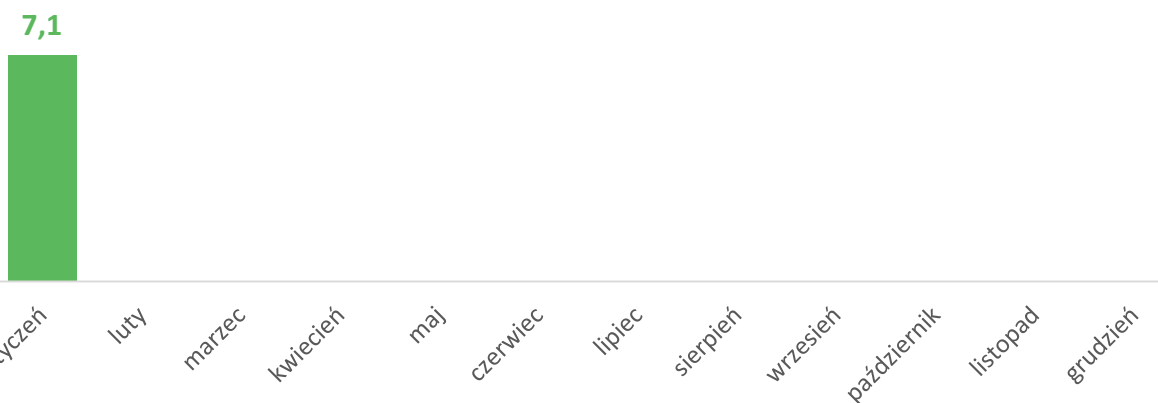 7,1
yczeń
luty
marzec
kwiecień
maj
czerwiec
lipiec
sierpień
wrzesień
październik
listopad
grudzień